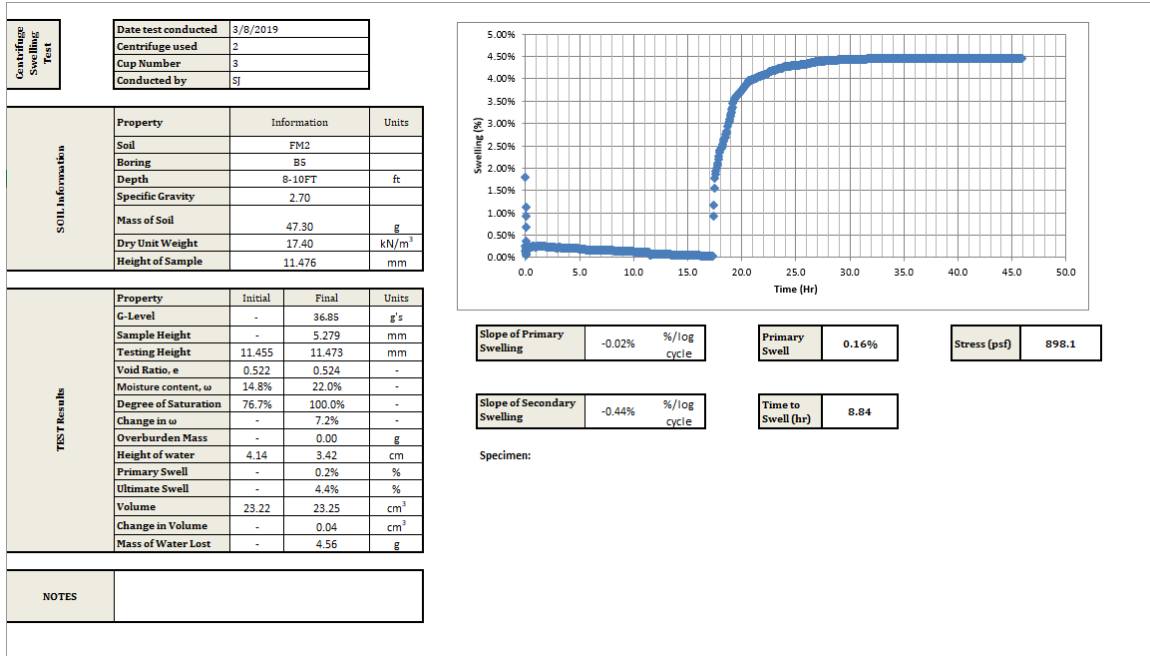 Centrifuge
Swelling
Test
Date test conducted 3/8/2019
Centrifuge used 2
Cup Number 3
Conducted by SJ
SOIL Information
Property Information Units
Soil FM2
Boring B5
Depth 8-10FT ft
Specific Gravity 2.70
Mass of Soil 47.30 g
Dry Unit Weight 17.40 kN/m³
Height of Sample 11.476 mm
TEST Results
Property Initial Final Units
G-Level - 36.85 g's
Sample Height - 5.279 mm
Testing Height 11.455 11.473 mm
Void Ratio, e 0.522 0.524 -
Moisture content, ω 14.8% 22.0% -
Degree of Saturation 76.7% 100.0% -
Change in ω - 7.2% -
Overburden Mass - 0.00 g
Height of water 4.14 3.42 cm
Primary Swell - 0.2% %
Ultimate Swell - 4.4% %
Volume 23.22 23.25 cm³
Change in Volume - 0.04 cm³
Mass of Water Lost - 4.56 g
NOTES
Swelling (%)
5.00%
4.50%
4.00%
3.50%
3.00%
2.50%
2.00%
1.50%
1.00%
0.50%
0.00%
0.0 5.0 10.0 15.0 20.0 25.0 30.0 35.0 40.0 45.0 50.0
Time (Hr)
Slope of Primary
Swelling
-0.02%
%/log
cycle
Primary
Swell
0.16%
Stress (psf) 898.1
Slope of Secondary
Swelling
-0.44%
%/log
cycle
Time to
Swell (hr)
8.84
Specimen: